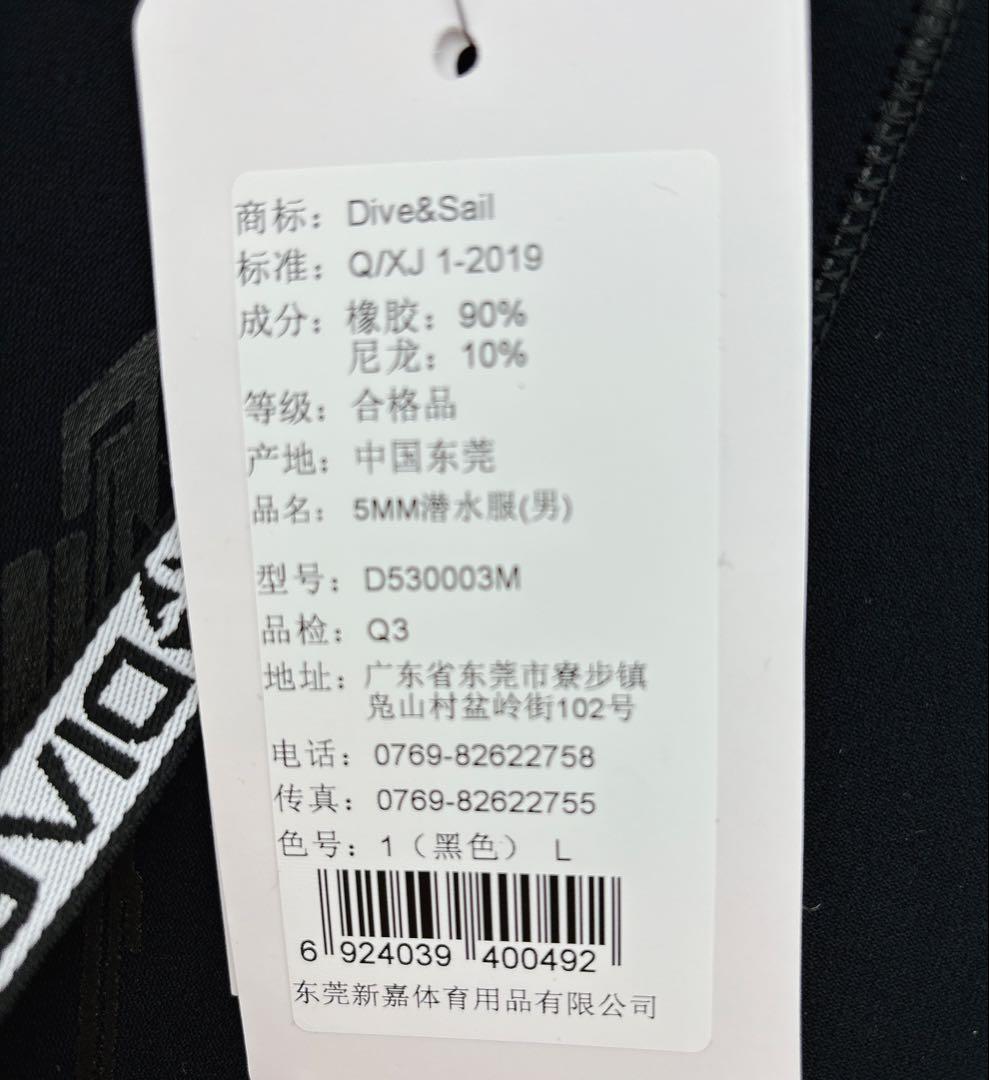 商标：Dive&Sail
标准：Q/XJ 1-2019
成分：橡胶：90%
尼龙：10%
等级：合格品
产地：中国东莞
品名：5MM潜水服(男)
型号：D530003M
品检：Q3
地址：广东省东莞市寮步镇
凫山村盆岭街102号
电话：0769-82622758
传真：0769-82622755
色号：1（黑色） L
6 924039 400492
东莞新嘉体育用品有限公司
DIV